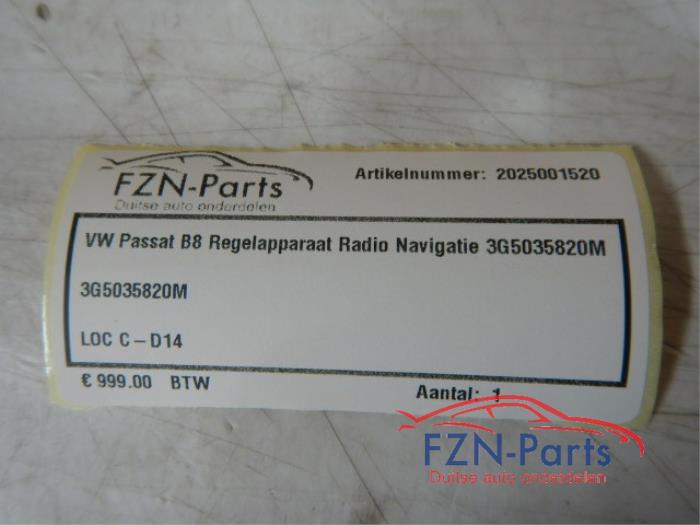 FZN-Parts
Duitse auto onderdelen
Artikelnummer: 2025001520
VW Passat B8 Regelapparaat Radio Navigatie 3G5035820M
3G5035820M
LOC C-D14
€ 999.00 BTW
Aantal: 1
FZN-Parts
Duitse auto onderdelen